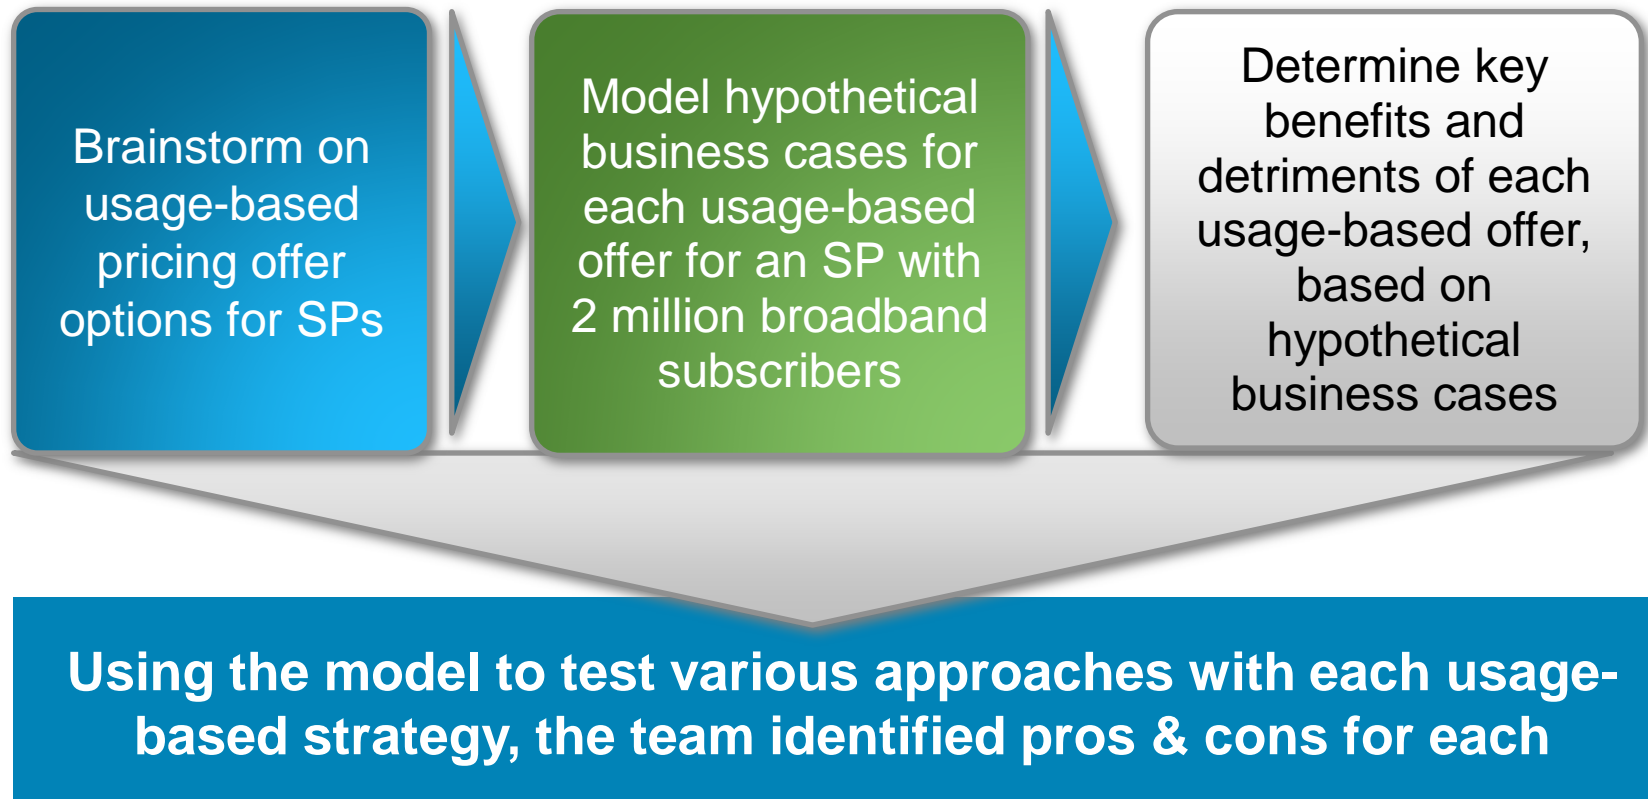 Brainstorm on
usage-based
pricing offer
options for SPs
Model hypothetical
business cases for
each usage-based
offer for an SP with
2 million broadband
subscribers
Determine key
benefits and
detriments of each
usage-based offer,
based on
hypothetical
business cases
Using the model to test various approaches with each usage-
based strategy, the team identified pros & cons for each